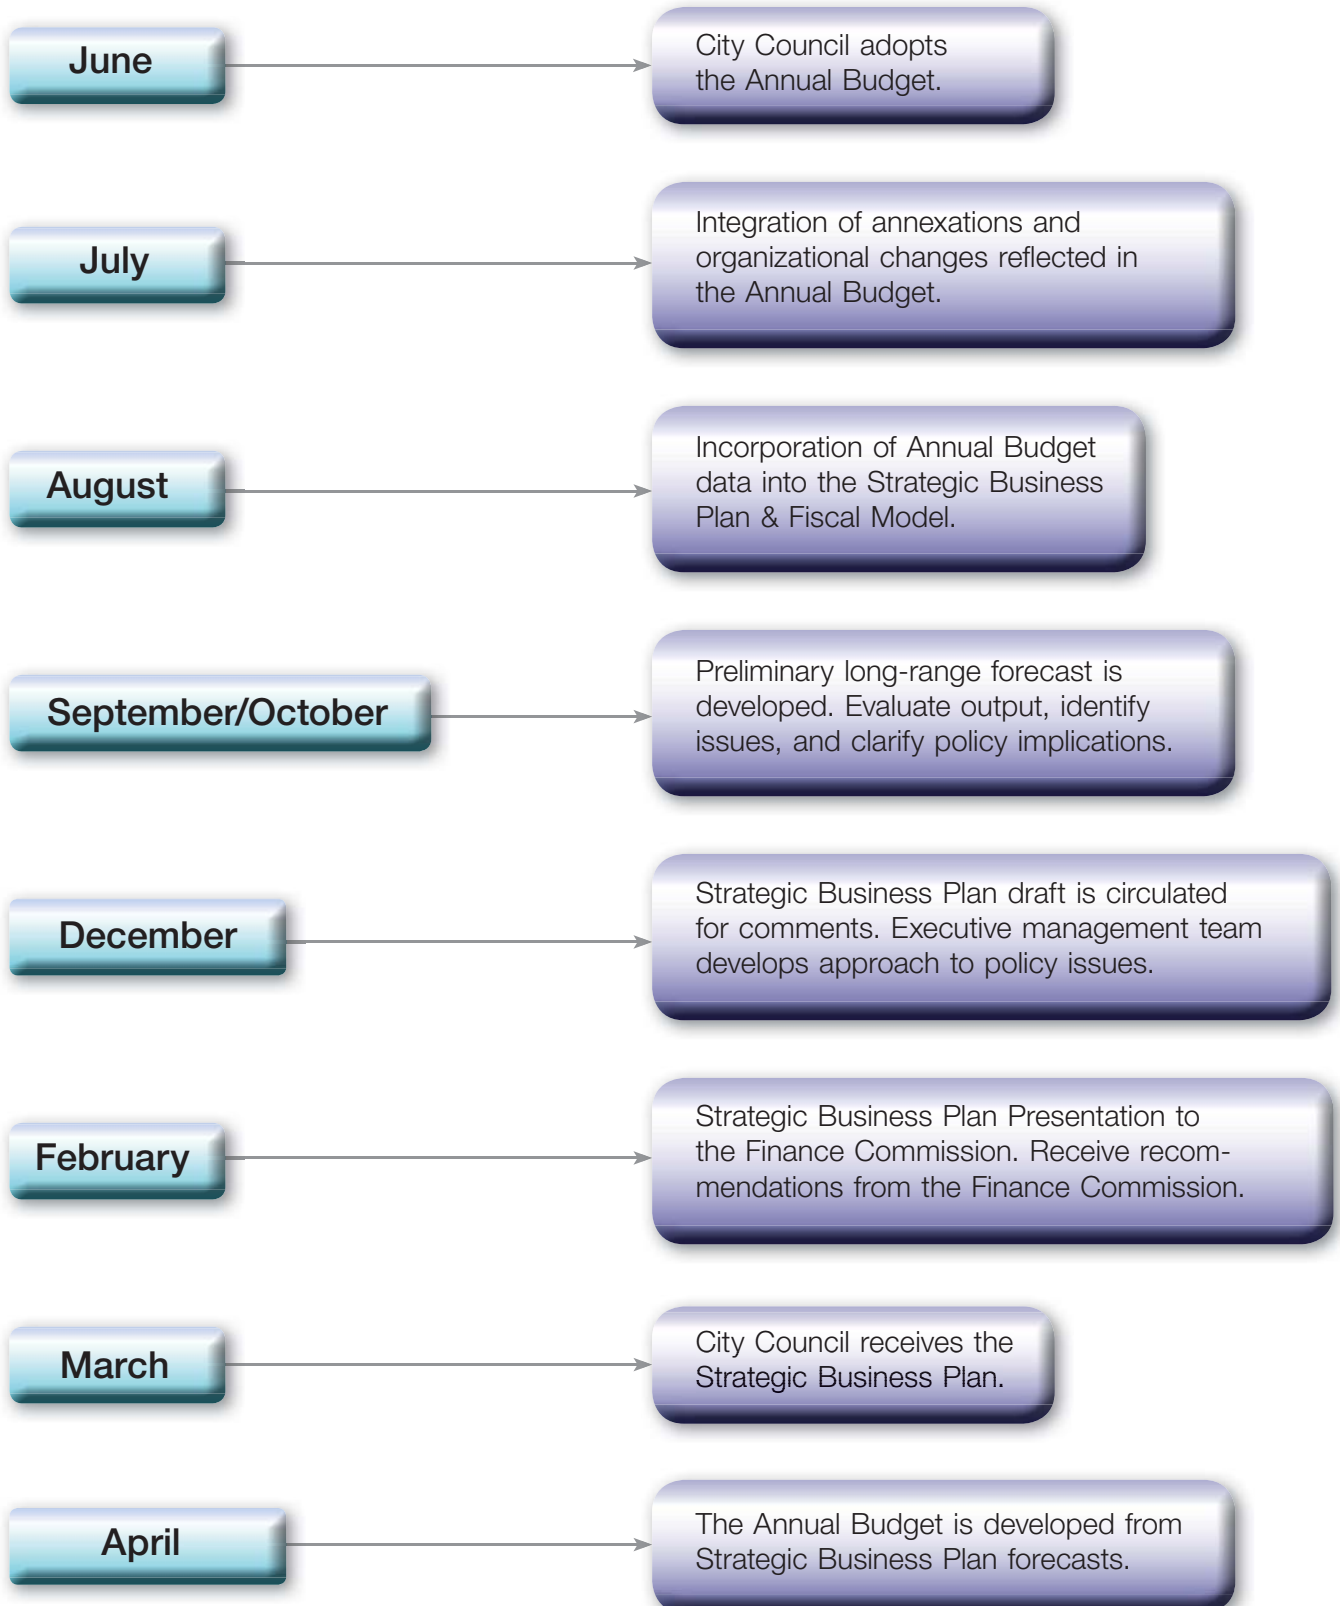 June
City Council adopts
the Annual Budget.
July
Integration of annexations and
organizational changes reflected in
the Annual Budget.
August
Incorporation of Annual Budget
data into the Strategic Business
Plan & Fiscal Model.
September/October
Preliminary long-range forecast is
developed. Evaluate output, identify
issues, and clarify policy implications.
December
Strategic Business Plan draft is circulated
for comments. Executive management team
develops approach to policy issues.
February
Strategic Business Plan Presentation to
the Finance Commission. Receive recom-
mendations from the Finance Commission.
March
City Council receives the
Strategic Business Plan.
April
The Annual Budget is developed from
Strategic Business Plan forecasts.